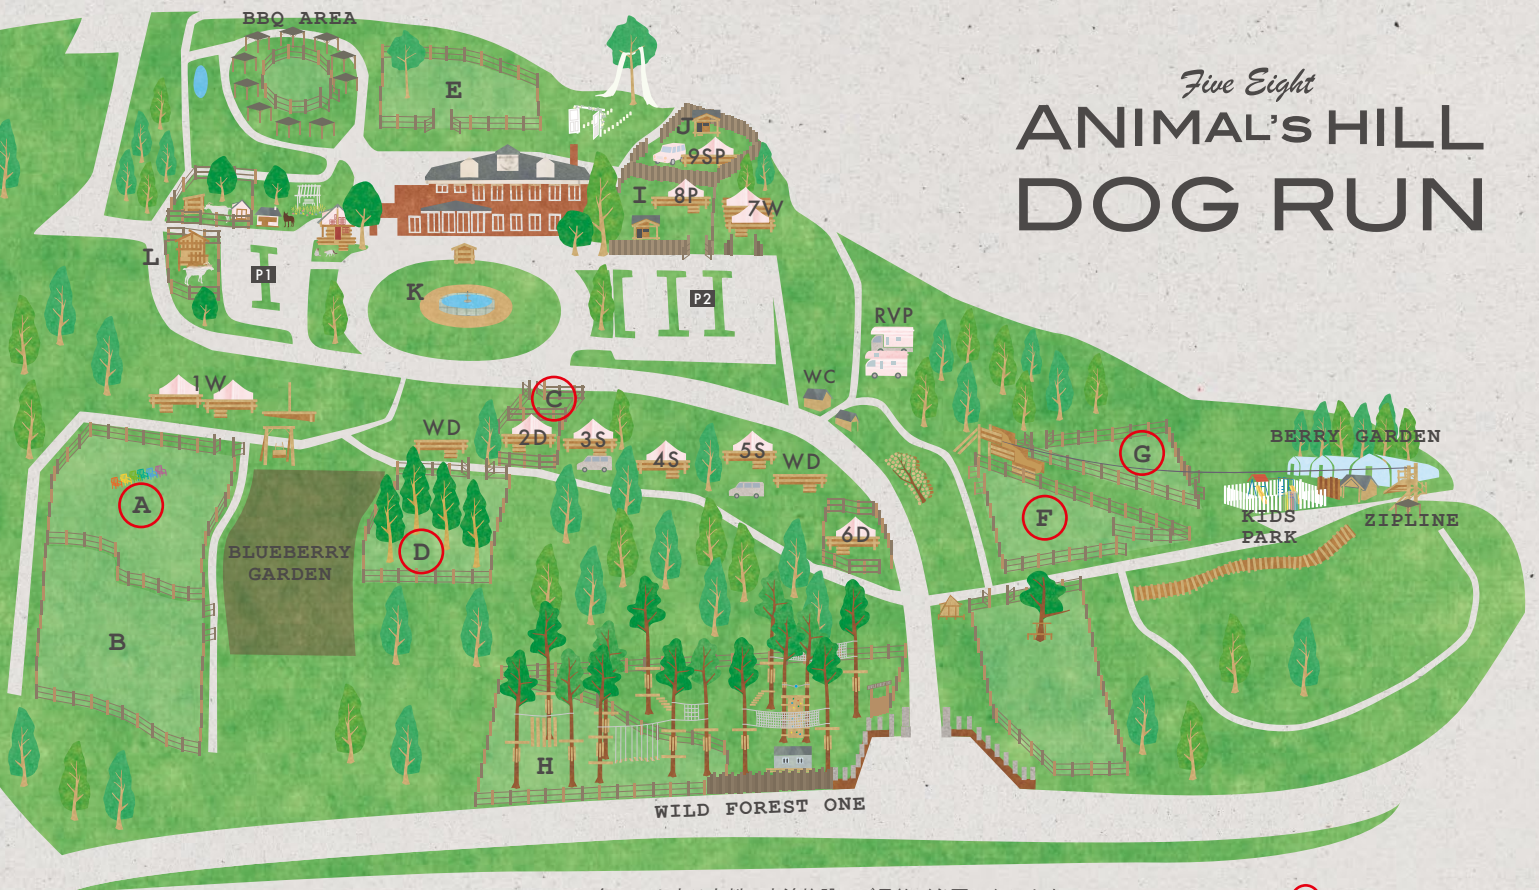 BBQ AREA
Five Eight
ANIMAL'S HILL
DOG RUN
E
J
9SP
I
8P
7W
L
P1
K
P2
RVP
WC
1W
C
WD
2D
3S
4S
5S
WD
G
BERRY GARDEN
A
F
KIDS
PARK
ZIPLINE
6D
BLUEBERRY
GARDEN
D
B
H
WILD FOREST ONE